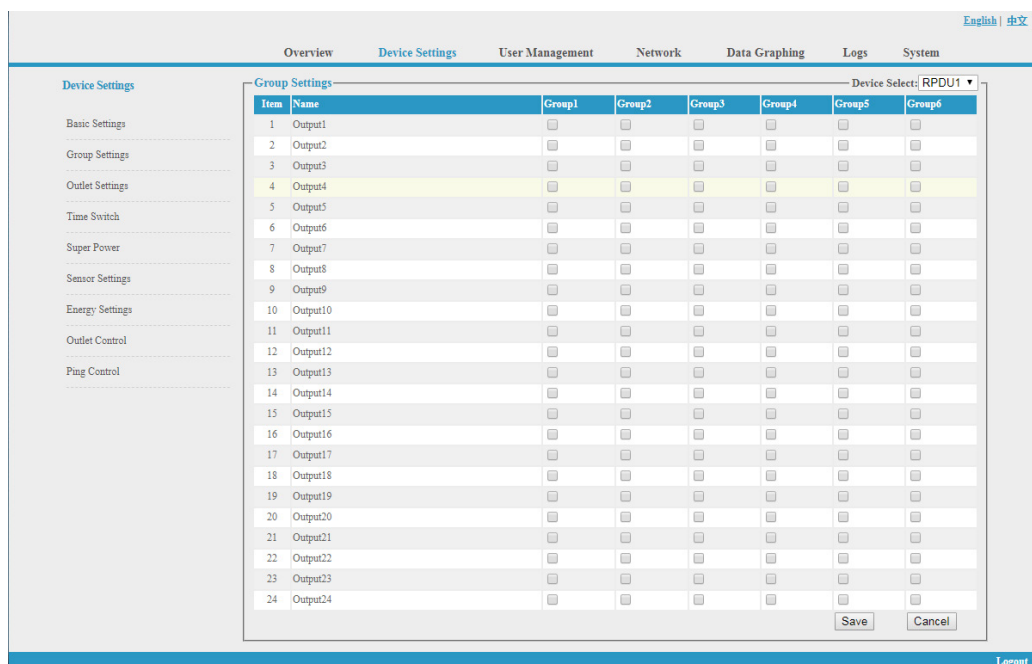 English | 中文
Overview Device Settings User Management Network Data Graphing Logs System
Device Settings
Basic Settings
Group Settings
Outlet Settings
Time Switch
Super Power
Sensor Settings
Energy Settings
Outlet Control
Ping Control
Group Settings Device Select: RPDU1
Item Name Group1 Group2 Group3 Group4 Group5 Group6
1 Output1
2 Output2
3 Output3
4 Output4
5 Output5
6 Output6
7 Output7
8 Output8
9 Output9
10 Output10
11 Output11
12 Output12
13 Output13
14 Output14
15 Output15
16 Output16
17 Output17
18 Output18
19 Output19
20 Output20
21 Output21
22 Output22
23 Output23
24 Output24
Save Cancel
Logout